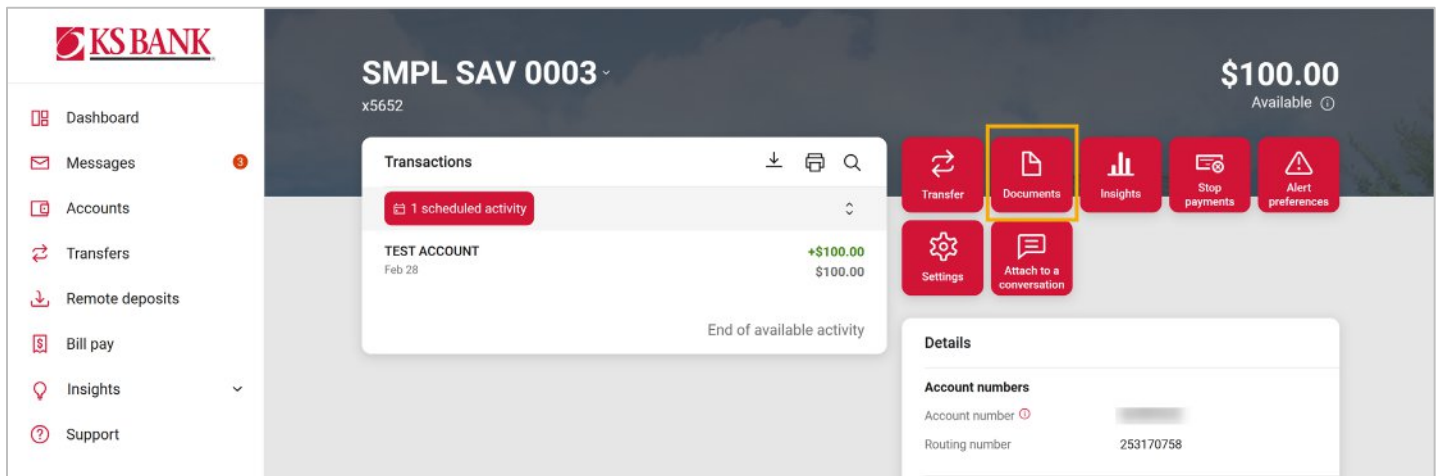 KS BANK
Dashboard
Messages
3
Accounts
Transfers
Remote deposits
Bill pay
Insights
Support
SMPL SAV 0003
x5652
$100.00
Available
Transactions
1 scheduled activity
TEST ACCOUNT
+$100.00
Feb 28
$100.00
End of available activity
Transfer
Documents
Insights
Stop
payments
Alert
preferences
Settings
Attach to a
conversation
Details
Account numbers
Account number
Routing number
253170758